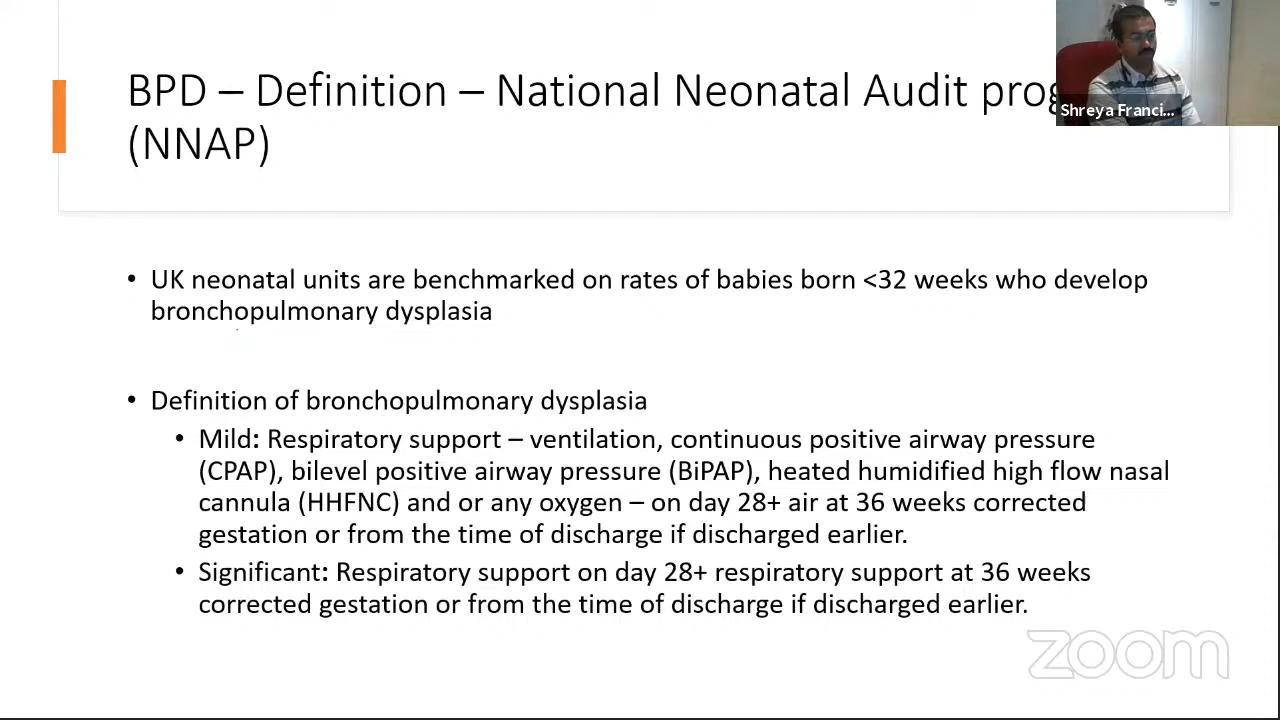 BPD – Definition – National Neonatal Audit prog
(NNAP)
Shreya Franci...
• UK neonatal units are benchmarked on rates of babies born <32 weeks who develop
bronchopulmonary dysplasia
• Definition of bronchopulmonary dysplasia
• Mild: Respiratory support – ventilation, continuous positive airway pressure
(CPAP), bilevel positive airway pressure (BiPAP), heated humidified high flow nasal
cannula (HHFNC) and or any oxygen – on day 28+ air at 36 weeks corrected
gestation or from the time of discharge if discharged earlier.
• Significant: Respiratory support on day 28+ respiratory support at 36 weeks
corrected gestation or from the time of discharge if discharged earlier.
zoom